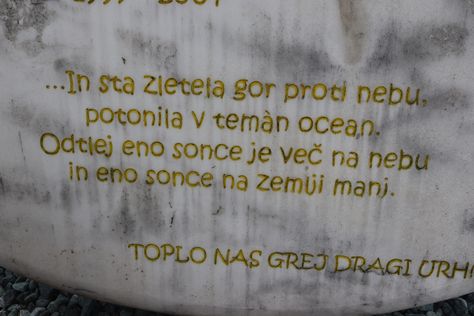 ...In sta zletela gor proti nebu,
potonila v temàn ocean.
Odtlej eno sonce je več na nebu
in eno sonce na zemlji manj.
TOPLO NAS GREJ DRAGI